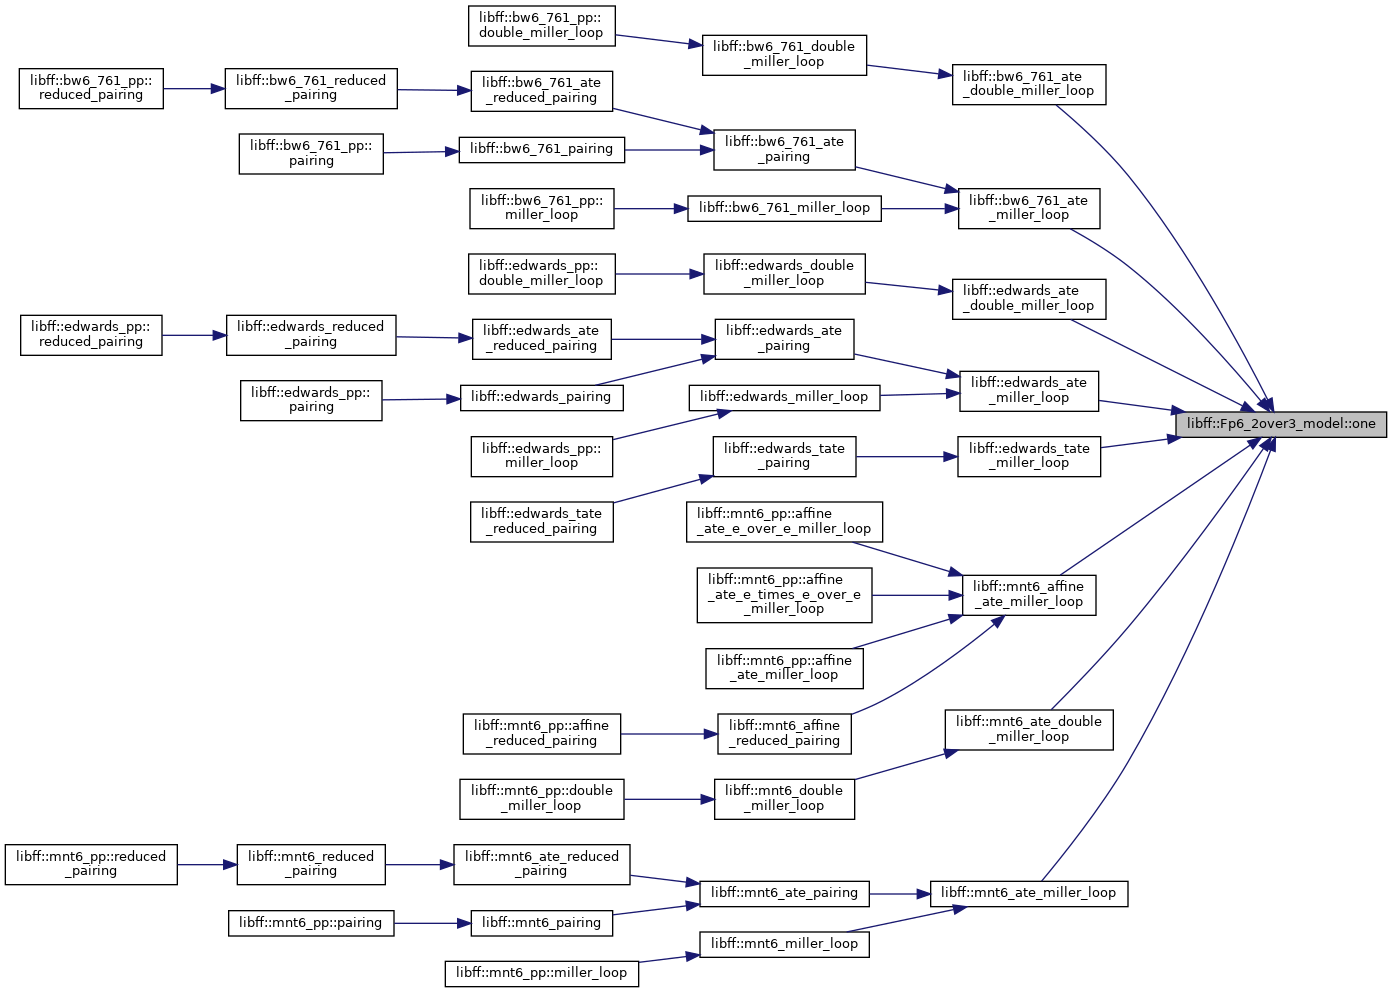 libff::bw6_761_pp::
double_miller_loop
libff::bw6_761_double
_miller_loop
libff::bw6_761_ate
_double_miller_loop
libff::bw6_761_pp::
reduced_pairing
libff::bw6_761_reduced
_pairing
libff::bw6_761_ate
_reduced_pairing
libff::bw6_761_pp::
pairing
libff::bw6_761_pairing
libff::bw6_761_ate
_pairing
libff::bw6_761_pp::
miller_loop
libff::bw6_761_miller_loop
libff::bw6_761_ate
_miller_loop
libff::edwards_pp::
double_miller_loop
libff::edwards_double
_miller_loop
libff::edwards_ate
_double_miller_loop
libff::edwards_pp::
reduced_pairing
libff::edwards_reduced
_pairing
libff::edwards_ate
_reduced_pairing
libff::edwards_ate
_pairing
libff::edwards_pp::
pairing
libff::edwards_pairing
libff::edwards_miller_loop
libff::edwards_ate
_miller_loop
libff::Fp6_2over3_model::one
libff::edwards_pp::
miller_loop
libff::edwards_tate
_pairing
libff::edwards_tate
_miller_loop
libff::edwards_tate
_reduced_pairing
libff::mnt6_pp::affine
_ate_e_over_e_miller_loop
libff::mnt6_pp::affine
_ate_e_times_e_over_e
_miller_loop
libff::mnt6_affine
_ate_miller_loop
libff::mnt6_pp::affine
_ate_miller_loop
libff::mnt6_pp::affine
_reduced_pairing
libff::mnt6_affine
_reduced_pairing
libff::mnt6_ate_double
_miller_loop
libff::mnt6_pp::double
_miller_loop
libff::mnt6_double
_miller_loop
libff::mnt6_pp::reduced
_pairing
libff::mnt6_reduced
_pairing
libff::mnt6_ate_reduced
_pairing
libff::mnt6_ate_pairing
libff::mnt6_ate_miller_loop
libff::mnt6_pp::pairing
libff::mnt6_pairing
libff::mnt6_miller_loop
libff::mnt6_pp::miller_loop